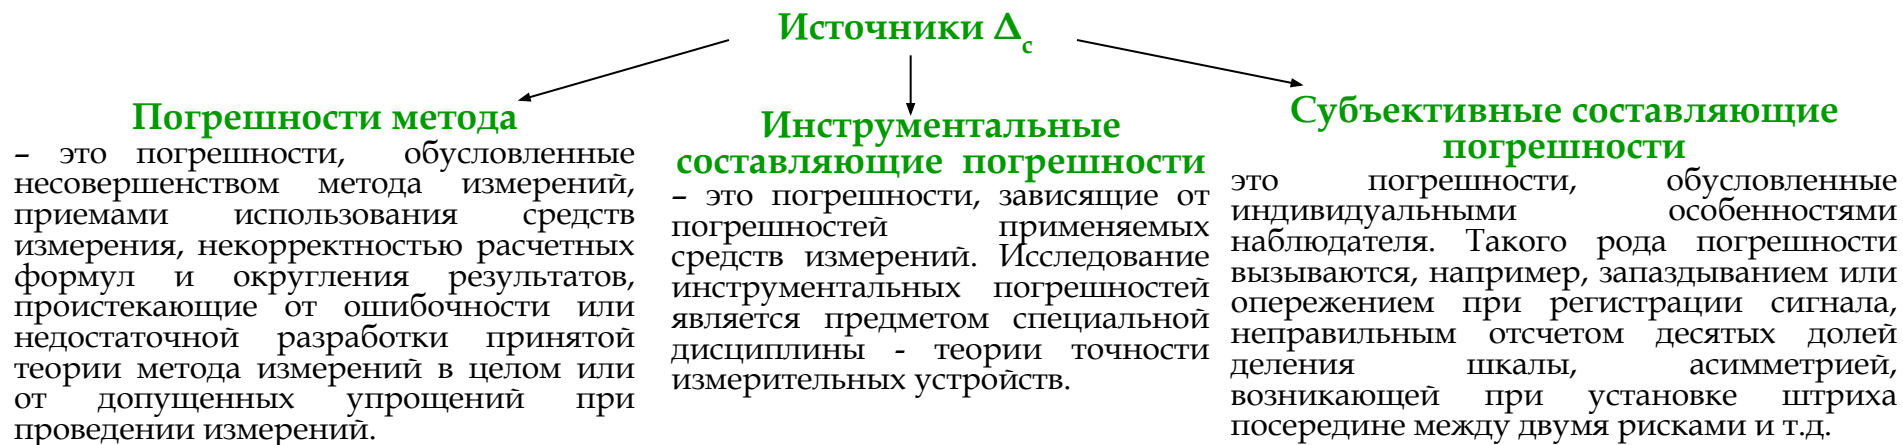 Источники Δс
Погрешности метода
– это погрешности, обусловленные
несовершенством метода измерений,
приемами использования средств
измерения, некорректностью расчетных
формул и округления результатов,
проистекающие от ошибочности или
недостаточной разработки принятой
теории метода измерений в целом или
от допущенных упрощений при
проведении измерений.
Инструментальные
составляющие погрешности
– это погрешности, зависящие от
погрешностей применяемых
средств измерений. Исследование
инструментальных погрешностей
является предметом специальной
дисциплины - теории точности
измерительных устройств.
Субъективные составляющие
погрешности
это погрешности, обусловленные
индивидуальными особенностями
наблюдателя. Такого рода погрешности
вызываются, например, запаздыванием или
опережением при регистрации сигнала,
неправильным отсчетом десятых долей
деления шкалы, асимметрией,
возникающей при установке штриха
посередине между двумя рисками и т.д.